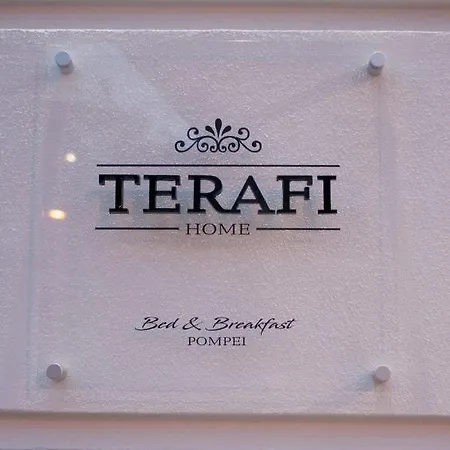 TERAFI
HOME
Bed & Breakfast
POMPEI